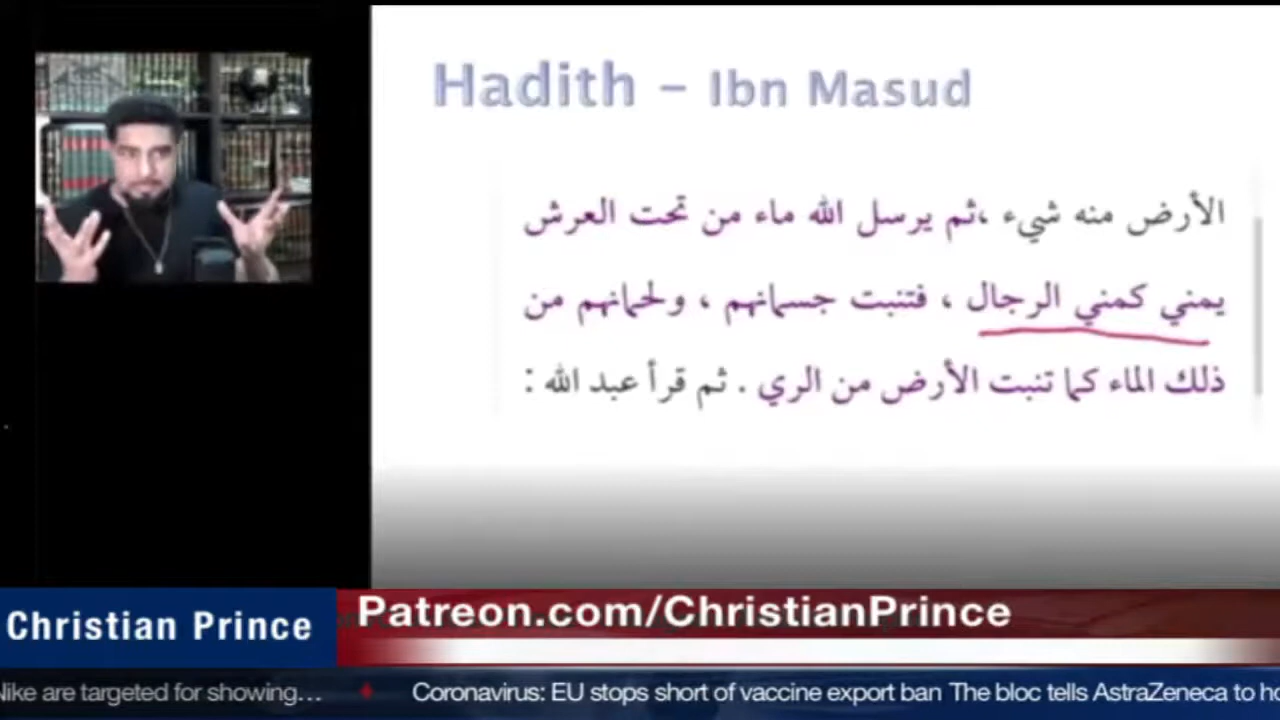 Hadith - Ibn Masud
الأرض منه شيء ،ثم يرسل الله ماء من تحت العرش
يمني كمني الرجال ، فتنبت جسمانهم ، ولحمانهم من
ذلك الماء كما تنبت الأرض من الري . ثم قرأ عبد الله :
Christian Prince
Patreon.com/ChristianPrince
Nike are targeted for showing... Coronavirus: EU stops short of vaccine export ban The bloc tells AstraZeneca to